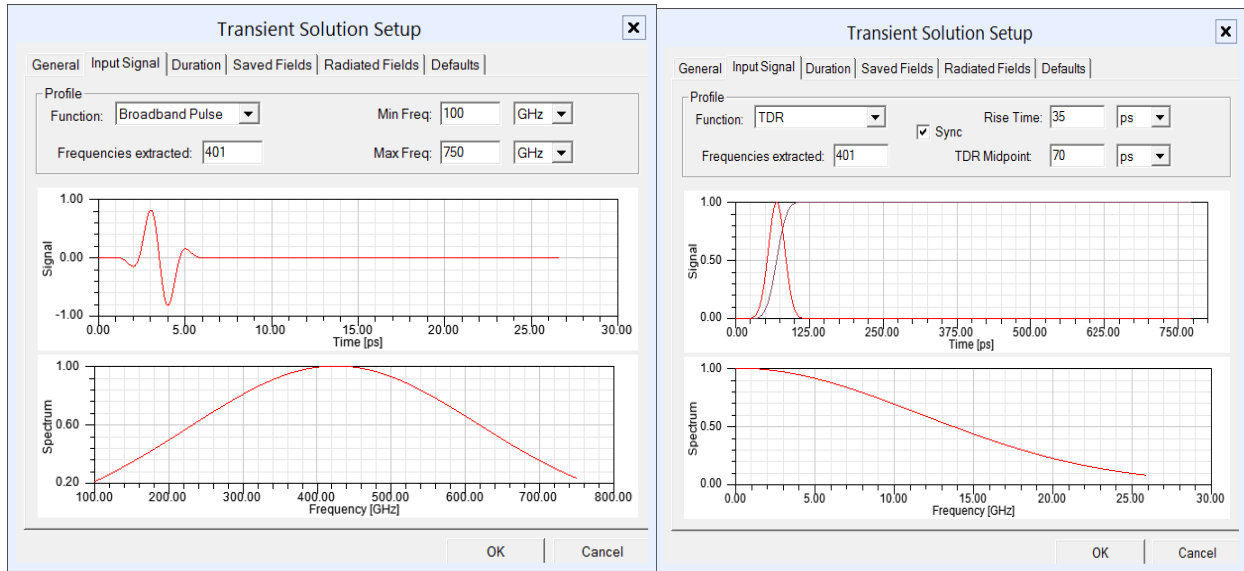 Transient Solution Setup
General Input Signal Duration Saved Fields Radiated Fields Defaults
Profile
Function: Broadband Pulse Min Freq: 100 GHz
Frequencies extracted: 401 Max Freq: 750 GHz
1.00
0.00
-1.00
Signal
0.00 5.00 10.00 15.00 20.00 25.00 30.00
Time [ps]
1.00
0.60
0.20
Spectrum
100.00 200.00 300.00 400.00 500.00 600.00 700.00 800.00
Frequency [GHz]
OK Cancel
Transient Solution Setup
General Input Signal Duration Saved Fields Radiated Fields Defaults
Profile
Function: TDR Sync Rise Time: 35 ps
Frequencies extracted: 401 TDR Midpoint: 70 ps
1.00
0.50
0.00
Signal
0.00 125.00 250.00 375.00 500.00 625.00 750.00
Time [ps]
1.00
0.50
0.00
Spectrum
0.00 5.00 10.00 15.00 20.00 25.00 30.00
Frequency [GHz]
OK Cancel